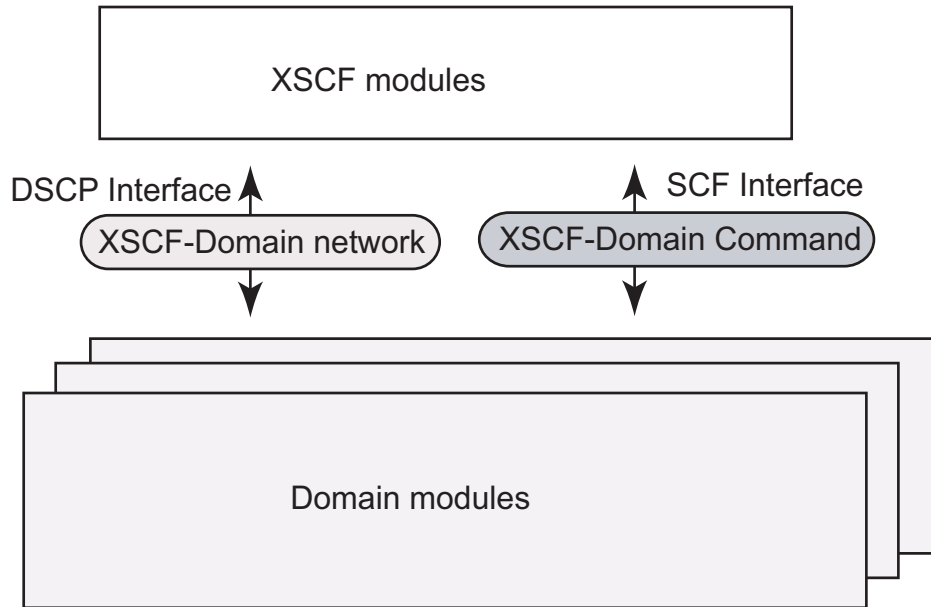 XSCF modules
DSCP Interface
SCF Interface
XSCF-Domain network
XSCF-Domain Command
Domain modules